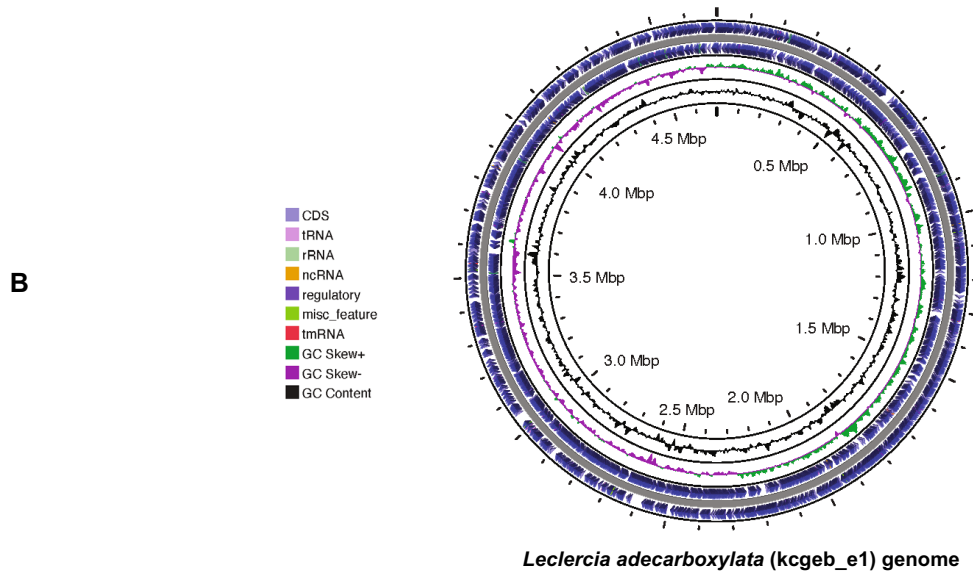 B
CDS
tRNA
rRNA
ncRNA
regulatory
misc_feature
tmRNA
GC Skew+
GC Skew-
GC Content
0.5 Mbp
1.0 Mbp
1.5 Mbp
2.0 Mbp
2.5 Mbp
3.0 Mbp
3.5 Mbp
4.0 Mbp
4.5 Mbp
Leclercia adecarboxylata (kcgeb_e1) genome